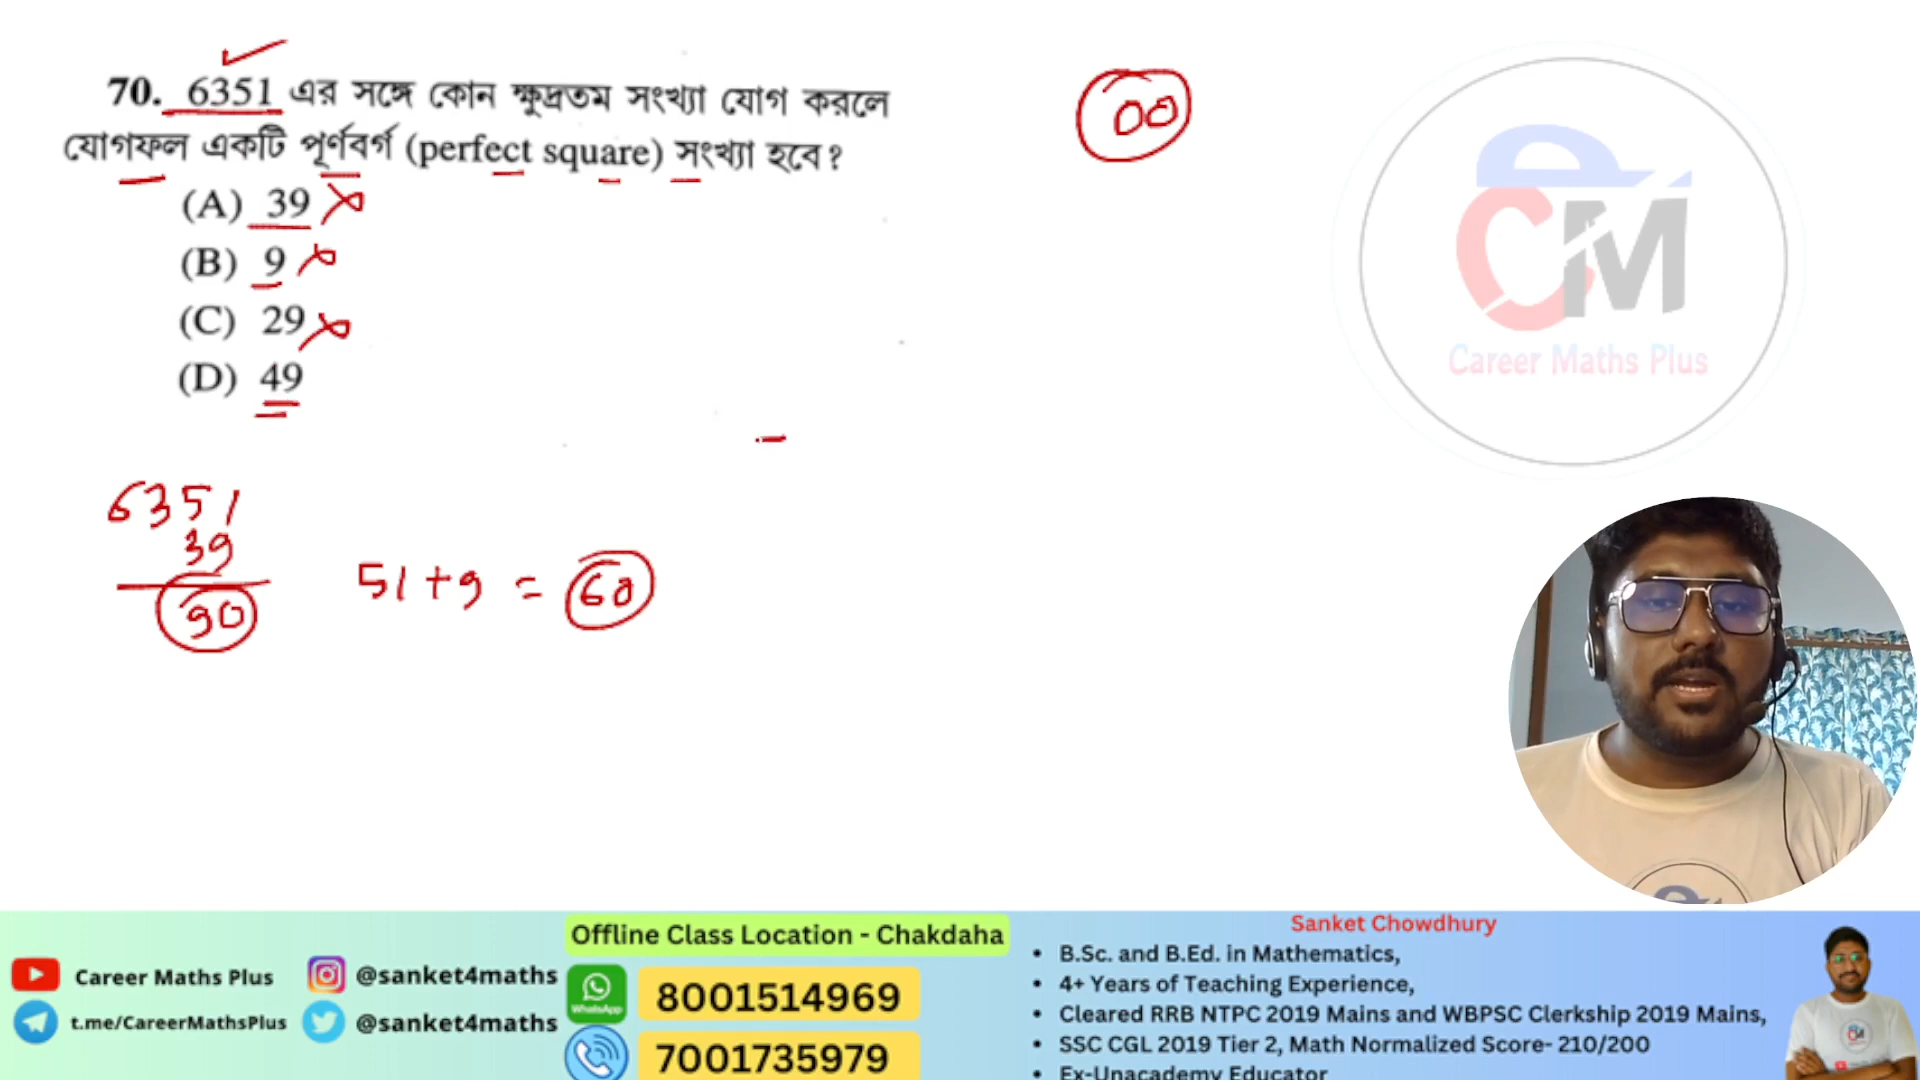 70. 6351 এর সঙ্গে কোন ক্ষুদ্রতম সংখ্যা যোগ করলে
যোগফল একটি পূর্ণবর্গ (perfect square) সংখ্যা হবে?
(A) 39
(B) 9
(C) 29
(D) 49
00
6351
39
90
51+9 = 60
CM
Career Maths Plus
Offline Class Location - Chakdaha
Career Maths Plus
@sanket4maths
t.me/CareerMathsPlus
@sanket4maths
WhatsApp
8001514969
7001735979
Sanket Chowdhury
• B.Sc. and B.Ed. in Mathematics,
• 4+ Years of Teaching Experience,
• Cleared RRB NTPC 2019 Mains and WBPSC Clerkship 2019 Mains,
• SSC CGL 2019 Tier 2, Math Normalized Score- 210/200
• Ex-Unacademy Educator